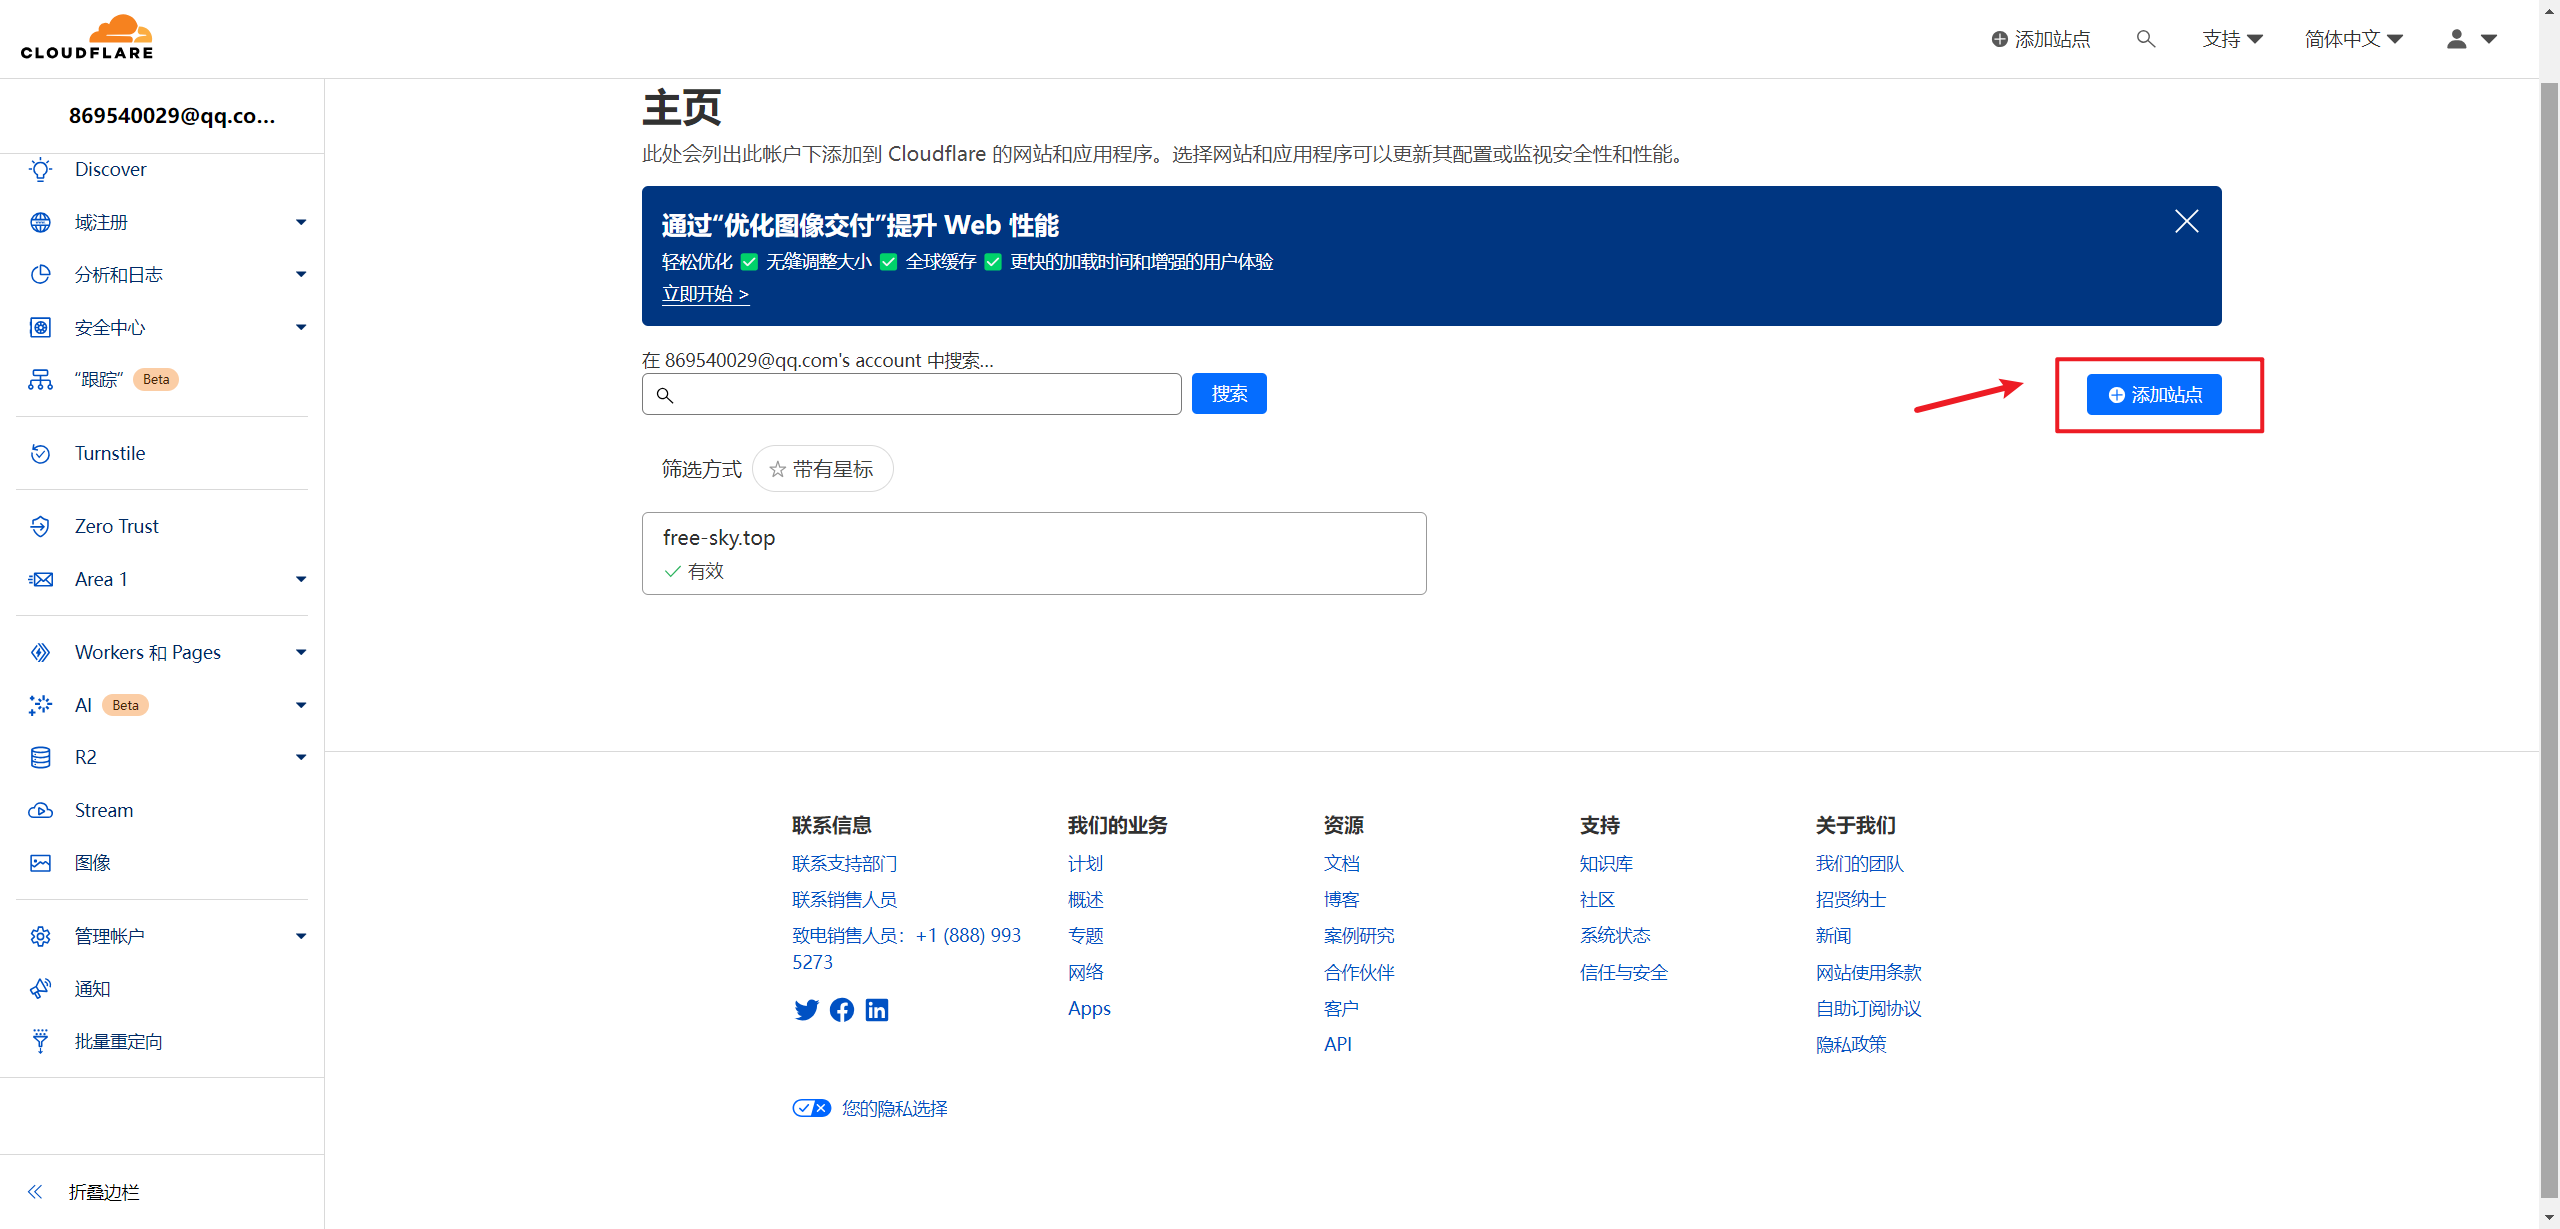 CLOUDFLARE
添加站点
支持
简体中文
869540029@qq.co...
Discover
域注册
分析和日志
安全中心
“跟踪” Beta
Turnstile
Zero Trust
Area 1
Workers 和 Pages
AI Beta
R2
Stream
图像
管理帐户
通知
批量重定向
折叠边栏
主页
此处会列出此帐户下添加到 Cloudflare 的网站和应用程序。选择网站和应用程序可以更新其配置或监视安全性和性能。
通过“优化图像交付”提升 Web 性能
轻松优化 ✅ 无缝调整大小 ✅ 全球缓存 ✅ 更快的加载时间和增强的用户体验
立即开始 >
在 869540029@qq.com's account 中搜索...
搜索
添加站点
筛选方式 带有星标
free-sky.top
有效
联系信息
联系支持部门
联系销售人员
致电销售人员：+1 (888) 993
5273
我们的业务
计划
概述
专题
网络
Apps
资源
文档
博客
案例研究
合作伙伴
客户
API
支持
知识库
社区
系统状态
信任与安全
关于我们
我们的团队
招贤纳士
新闻
网站使用条款
自助订阅协议
隐私政策
您的隐私选择